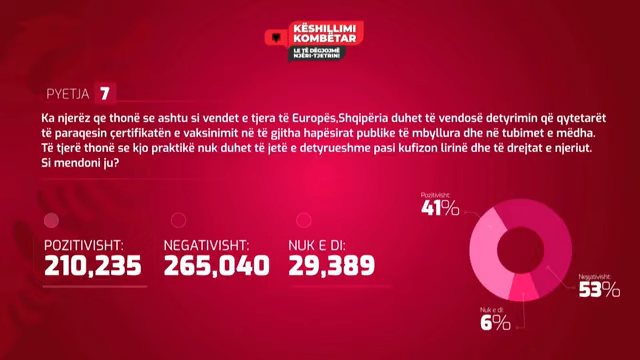 KËSHILLIMI
KOMBËTAR
LE TË DËGJOJMË
NJËRI-TJETRIN!
PYETJA 7
Ka njerëz qe thonë se ashtu si vendet e tjera të Europës,Shqipëria duhet të vendosë detyrimin që qytetarët
të paraqesin çertifikatën e vaksinimit në të gjitha hapësirat publike të mbyllura dhe në tubimet e mëdha.
Të tjerë thonë se kjo praktikë nuk duhet të jetë e detyrueshme pasi kufizon lirinë dhe të drejtat e njeriut.
Si mendoni ju?
POZITIVISHT:
210,235
NEGATIVISHT:
265,040
NUK E DI:
29,389
Pozitivisht:
41%
Negativisht:
53%
Nuk e di:
6%